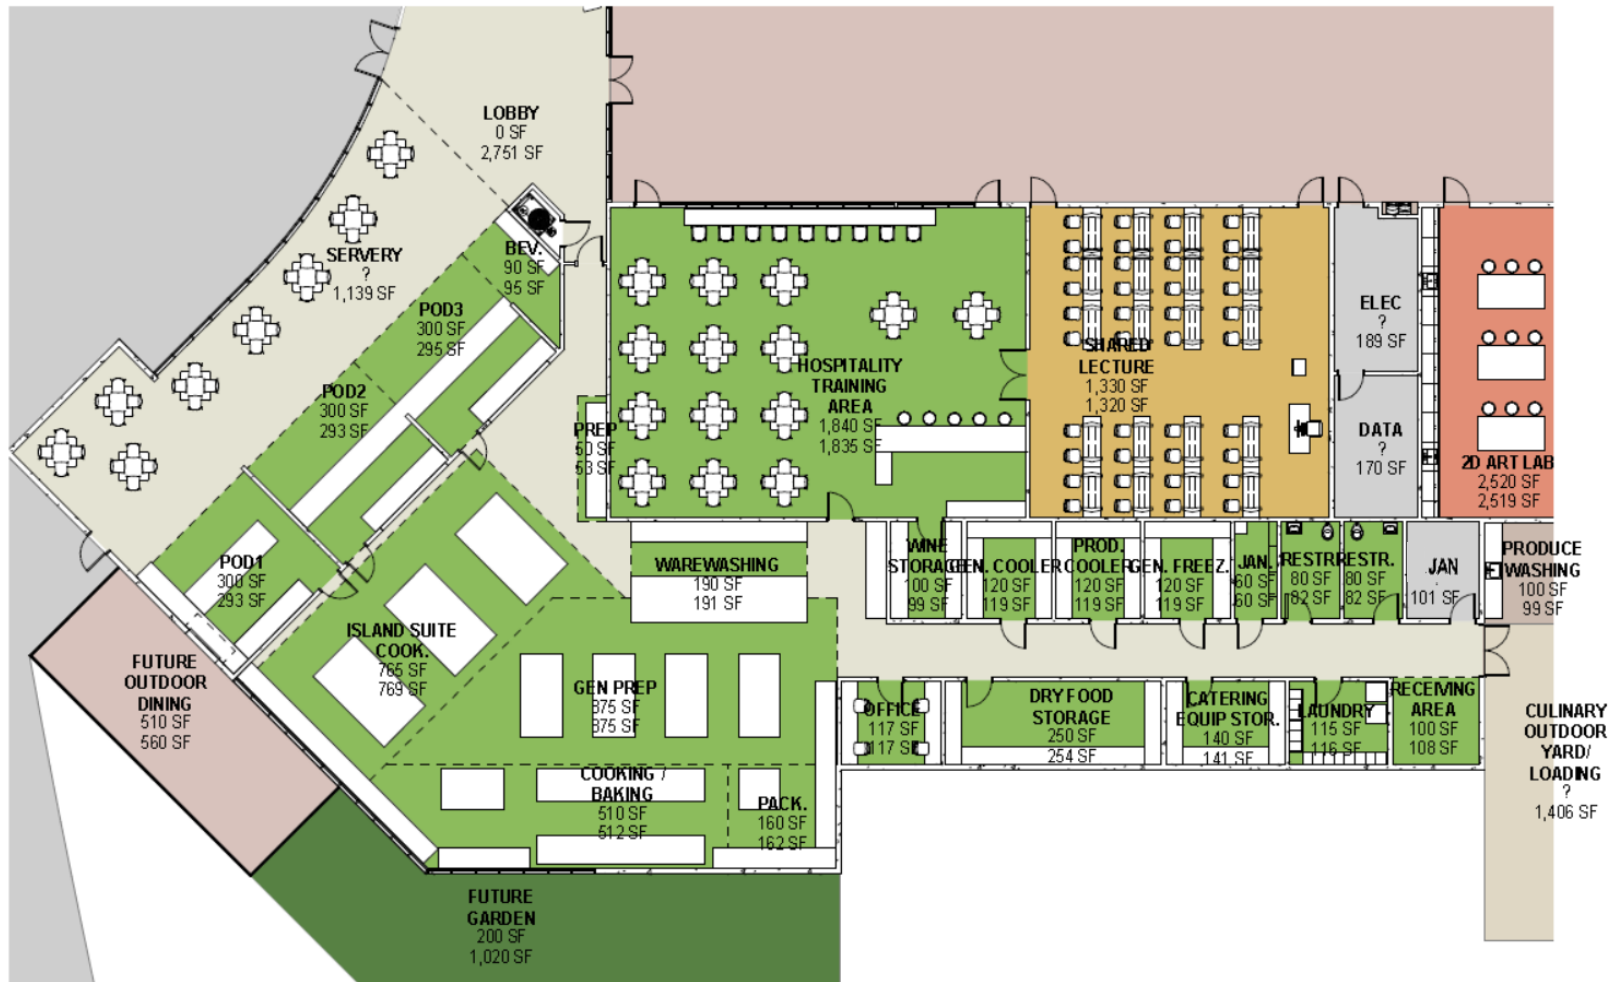 LOBBY
0 SF
2,751 SF
SERVERY
?
1,139 SF
BEV.
90 SF
95 SF
POD3
300 SF
295 SF
POD2
300 SF
293 SF
POD1
300 SF
293 SF
PREP
50 SF
53 SF
HOSPITALITY
TRAINING
AREA
1,840 SF
1,835 SF
SHARED
LECTURE
1,330 SF
1,320 SF
ELEC
?
189 SF
DATA
?
170 SF
2D ART LAB
2,520 SF
2,519 SF
WAREWASHING
190 SF
191 SF
WINE
STORAGE
100 SF
99 SF
GEN. COOLER
120 SF
119 SF
PROD.
COOLER
120 SF
119 SF
GEN. FREEZ.
120 SF
119 SF
JAN.
60 SF
60 SF
RESTR.
80 SF
82 SF
RESTR.
80 SF
82 SF
JAN
101 SF
PRODUCE
WASHING
100 SF
99 SF
ISLAND SUITE
COOK.
765 SF
769 SF
GEN PREP
875 SF
875 SF
FUTURE
OUTDOOR
DINING
510 SF
560 SF
COOKING /
BAKING
510 SF
512 SF
PACK.
160 SF
162 SF
OFFICE
117 SF
117 SF
DRY FOOD
STORAGE
250 SF
254 SF
CATERING
EQUIP STOR.
140 SF
141 SF
LAUNDRY
115 SF
116 SF
RECEIVING
AREA
100 SF
108 SF
CULINARY
OUTDOOR
YARD/
LOADING
?
1,406 SF
FUTURE
GARDEN
200 SF
1,020 SF